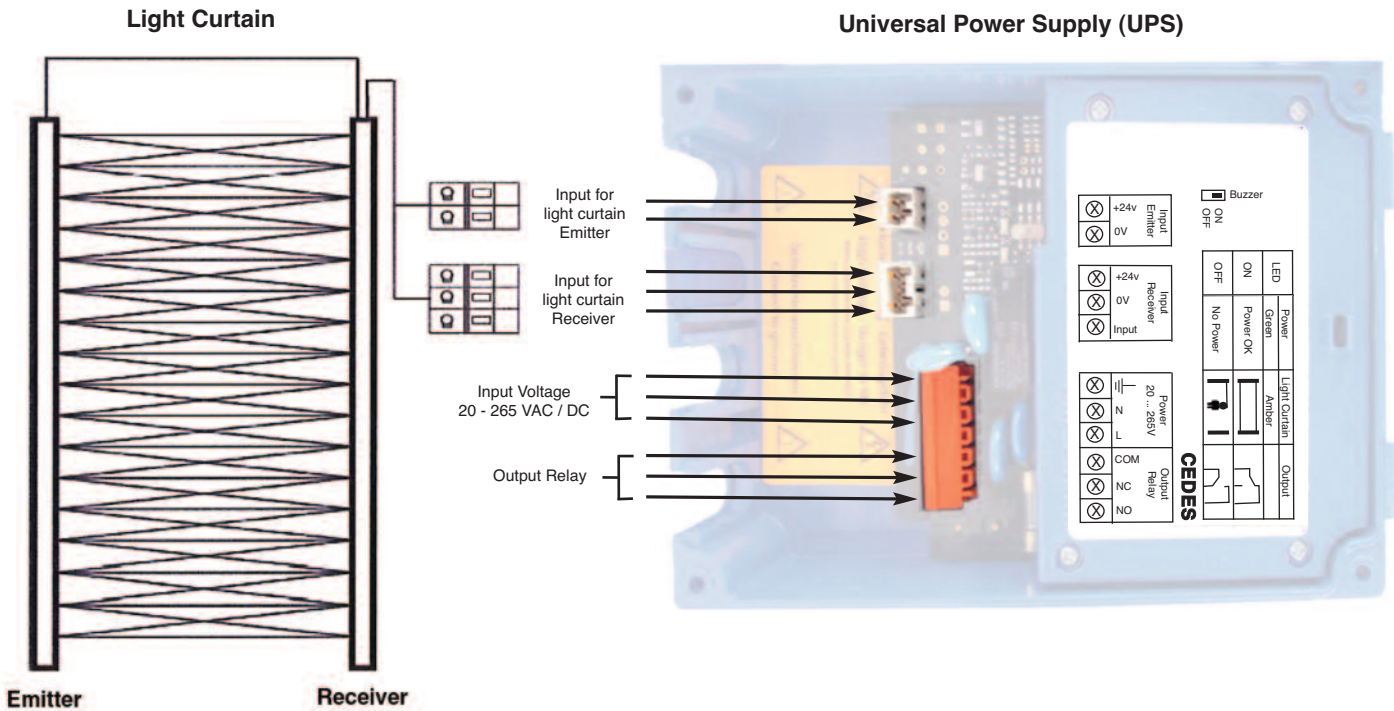 Light Curtain
Universal Power Supply (UPS)
Input for
light curtain
Emitter
Input for
light curtain
Receiver
Input Voltage
20 - 265 VAC / DC
Output Relay
Emitter
Receiver
Buzzer
ON
OFF
Input
Emitter
+24v
0V
Input
Receiver
+24v
0V
Input
Power
20 ... 265V
N
L
Output
Relay
COM
NC
NO
CEDES
LED
Power
Green
Light Curtain
Amber
Output
ON
Power OK
OFF
No Power